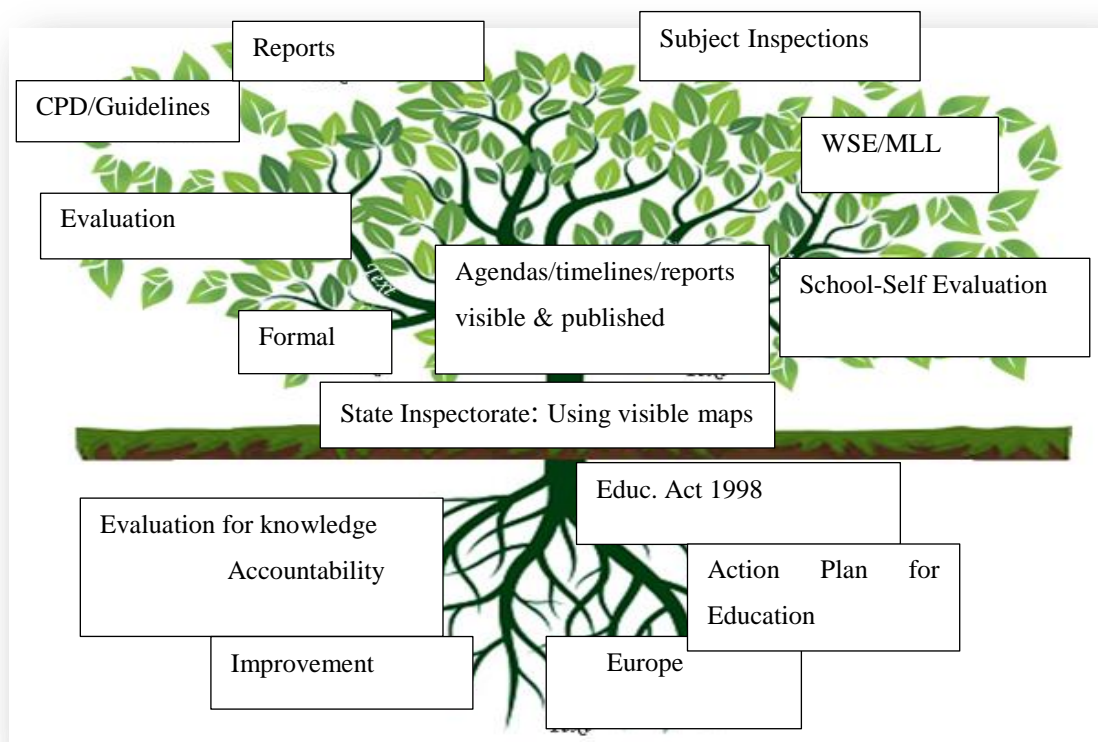 Reports
Subject Inspections
CPD/Guidelines
WSE/MLL
Evaluation
Agendas/timelines/reports
visible & published
School-Self Evaluation
Text
Formal
State Inspectorate: Using visible maps
Educ. Act 1998
Evaluation for knowledge
Accountability
Action Plan for
Education
Improvement
Europe